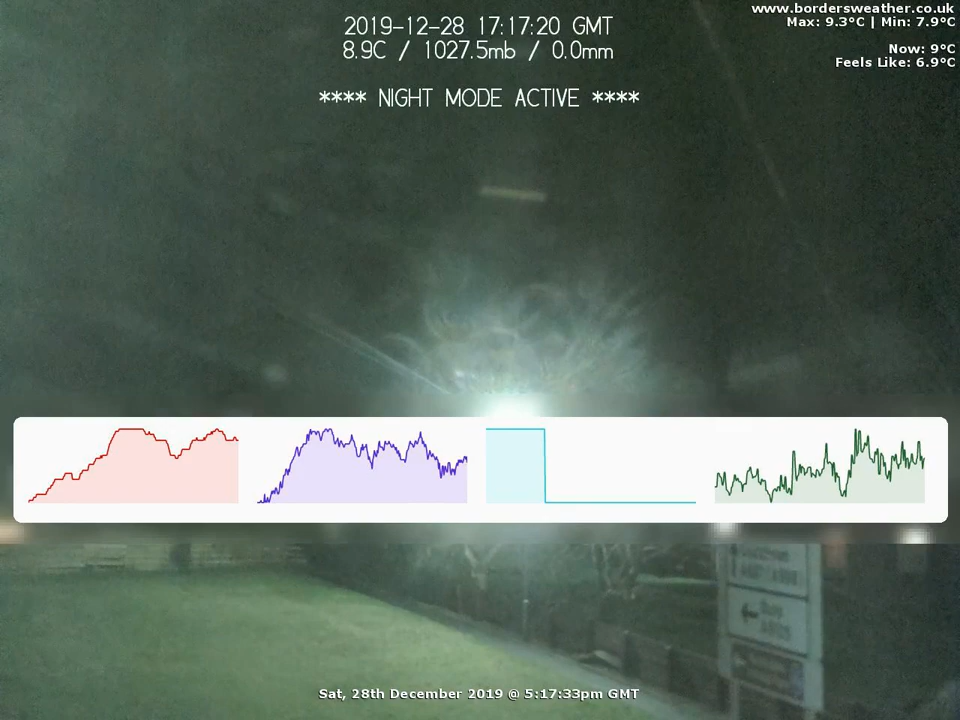 www.bordersweather.co.uk
2019-12-28 17:17:20 GMT
Max: 9.3°C | Min: 7.9°C
8.9C / 1027.5mb / 0.0mm
Now: 9°C
Feels Like: 6.9°C
**** NIGHT MODE ACTIVE ****
Sat, 28th December 2019 @ 5:17:33pm GMT